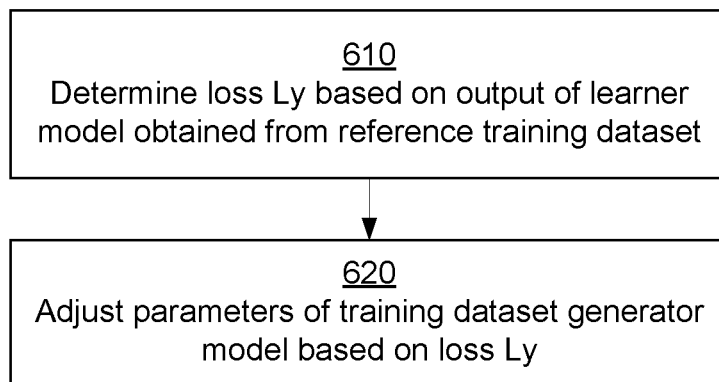 610
Determine loss Ly based on output of learner
model obtained from reference training dataset
620
Adjust parameters of training dataset generator
model based on loss Ly